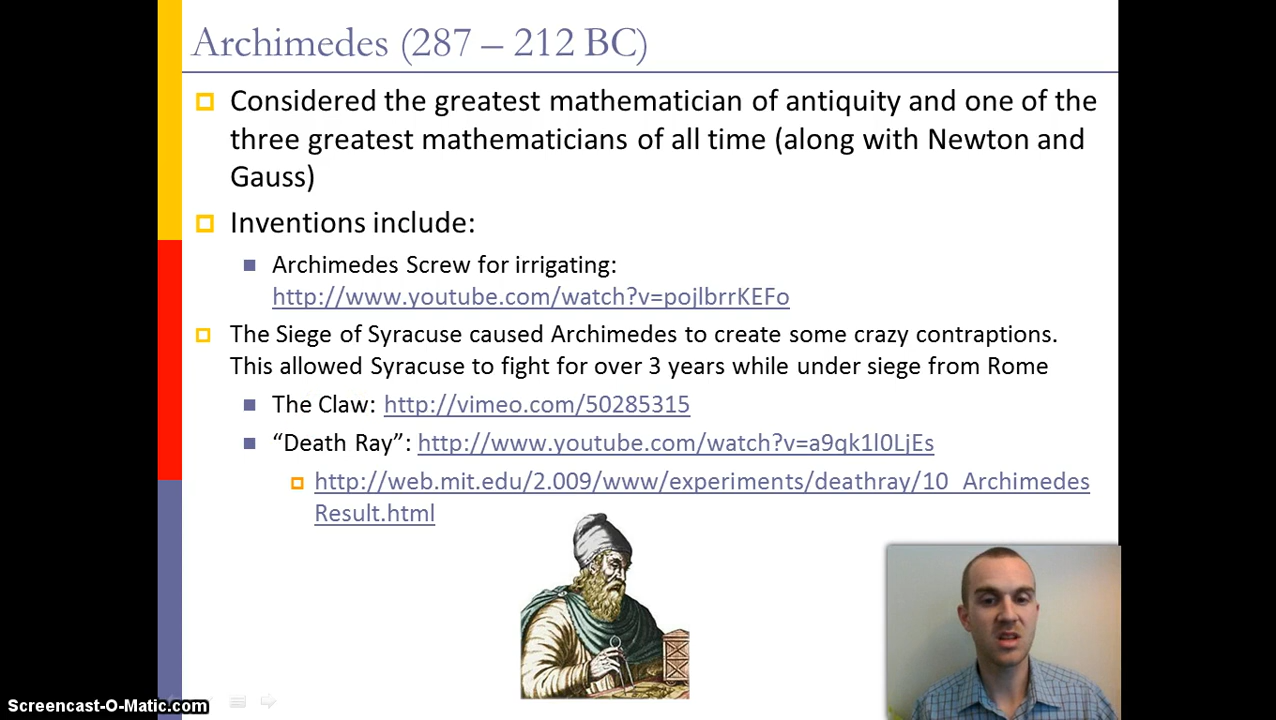 Archimedes (287 – 212 BC)
Considered the greatest mathematician of antiquity and one of the
three greatest mathematicians of all time (along with Newton and
Gauss)
Inventions include:
Archimedes Screw for irrigating:
http://www.youtube.com/watch?v=pojlbrrKEFo
The Siege of Syracuse caused Archimedes to create some crazy contraptions.
This allowed Syracuse to fight for over 3 years while under siege from Rome
The Claw: http://vimeo.com/50285315
“Death Ray”: http://www.youtube.com/watch?v=a9qk1l0LjEs
http://web.mit.edu/2.009/www/experiments/deathray/10_Archimedes
Result.html
Screencast-O-Matic.com